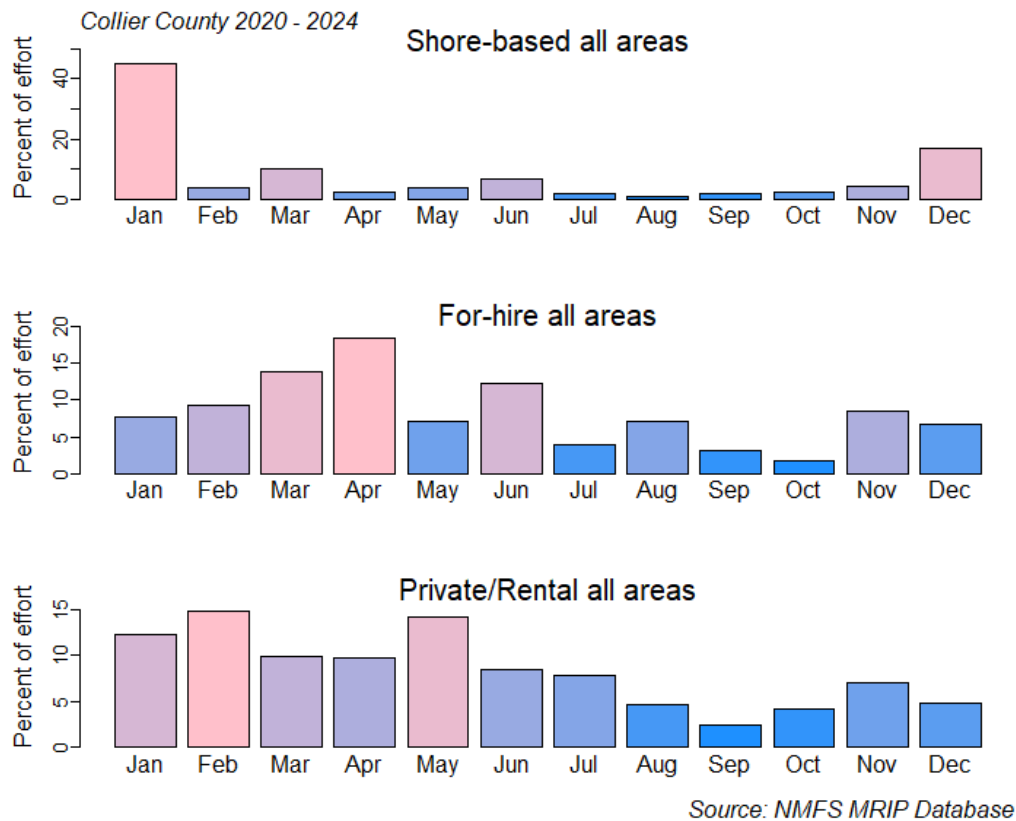 Collier County 2020 - 2024
Shore-based all areas
Percent of effort
40
20
0
Jan Feb Mar Apr May Jun Jul Aug Sep Oct Nov Dec
For-hire all areas
Percent of effort
20
15
10
5
0
Jan Feb Mar Apr May Jun Jul Aug Sep Oct Nov Dec
Private/Rental all areas
Percent of effort
15
10
5
0
Jan Feb Mar Apr May Jun Jul Aug Sep Oct Nov Dec
Source: NMFS MRIP Database